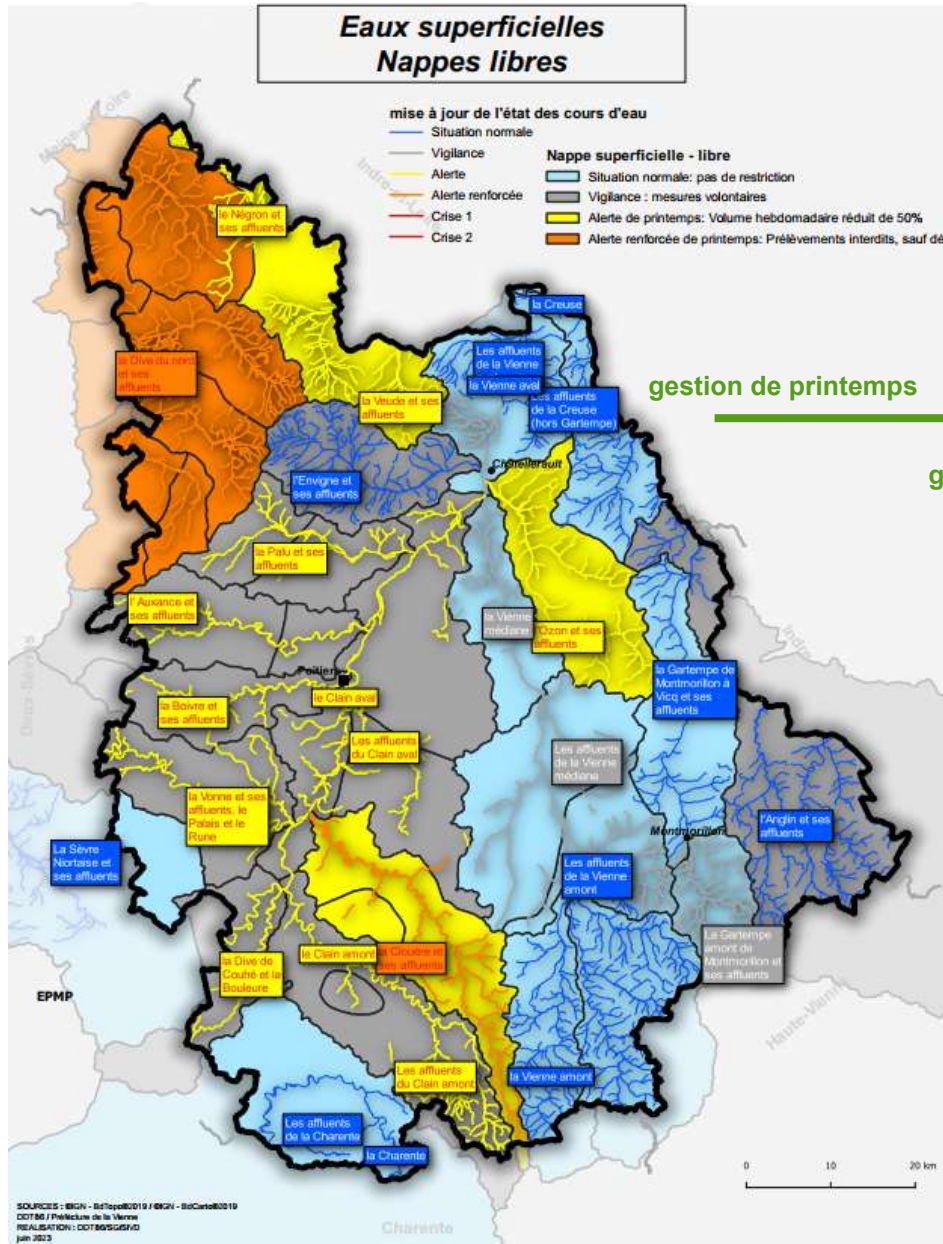 Eaux superficielles
Nappes libres
mise à jour de l'état des cours d'eau
Situation normale
Vigilance
Alerte
Alerte renforcée
Crise 1
Crise 2
Nappe superficielle - libre
Situation normale: pas de restriction
Vigilance : mesures volontaires
Alerte de printemps: Volume hebdomadaire réduit de 50%
Alerte renforcée de printemps: Prélèvements interdits, sauf dé
le Négron et
ses affluents
la Creuse
Les affluents
de la Vienne
la Vienne aval
Les affluents
de la Creuse
(hors Gartempe)
gestion de printemps
g
la Dive du nord
et ses
affluents
la Veude et ses
affluents
Châtellerault
l'Envigne et
ses affluents
la Palu et ses
affluents
l' Auxance et
ses affluents
la Vienne
médiane
l'Ozon et ses
affluents
Indre
Deux-Sèvres
Poitiers
la Gartempe de
Montmorillon à
Vicq et ses
affluents
le Clain aval
la Boivre et
ses affluents
Les affluents
du Clain aval
Les affluents
de la Vienne
médiane
la Vonne et ses
affluents, le
Palais et le
Rune
l'Anglin et ses
affluents
Montmorillon
La Sèvre
Niortaise et
ses affluents
Les affluents
de la Vienne
amont
La Gartempe
amont de
Montmorillon et
ses affluents
le Clain amont
la Clouère et
ses affluents
la Dive de
Couhé et la
Bouleure
EPMP
Haute-Vienne
Les affluents
du Clain amont
la Vienne amont
Les affluents
de la Charente
la Charente
0 10 20 km
SOURCES : ©IGN - BdTopo©2019 / ©IGN - BdCarto©2019
DDT86 / Préfecture de la Vienne
REALISATION : DDT86/SG/SIVD
juin 2023
Charente